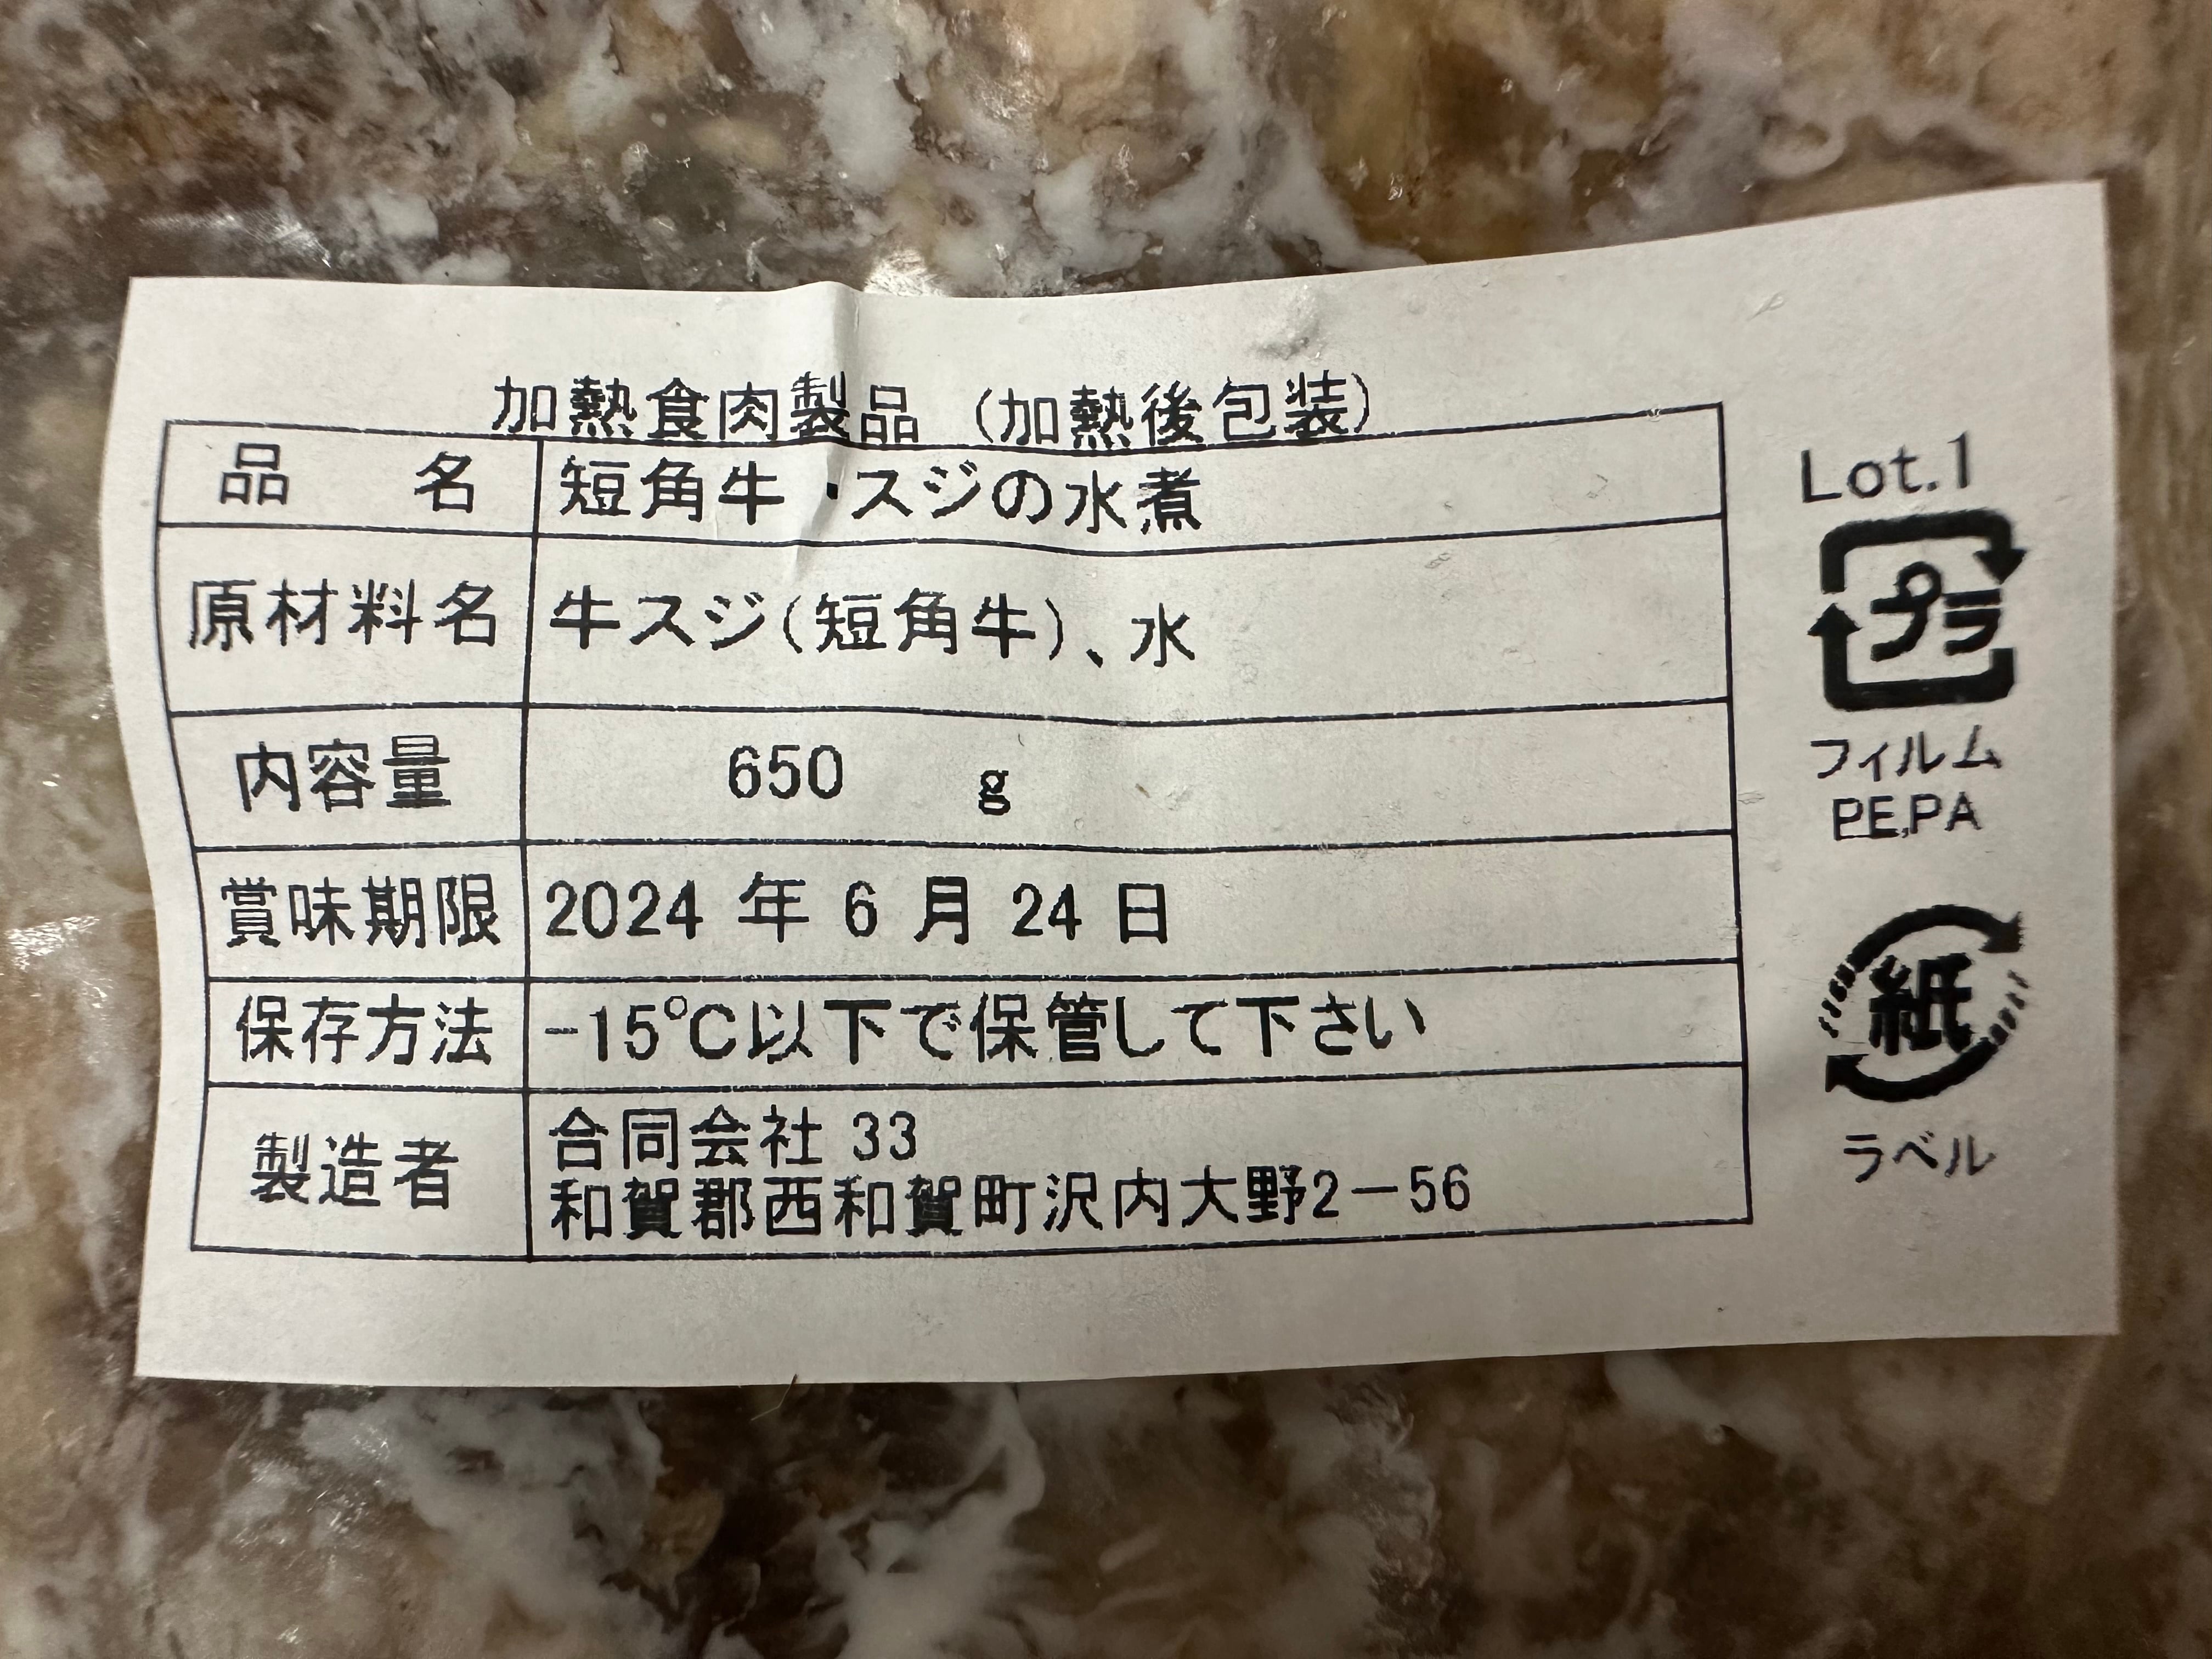 加熱食肉製品 (加熱後包装)
品名 短角牛・スジの水煮
原材料名 牛スジ(短角牛)、水
内容量 650 g
賞味期限 2024 年 6 月 24 日
保存方法 -15℃以下で保管して下さい
製造者 合同会社 33
和賀郡西和賀町沢内大野2-56
Lot.1
プラ
フィルム
PE,PA
紙
ラベル